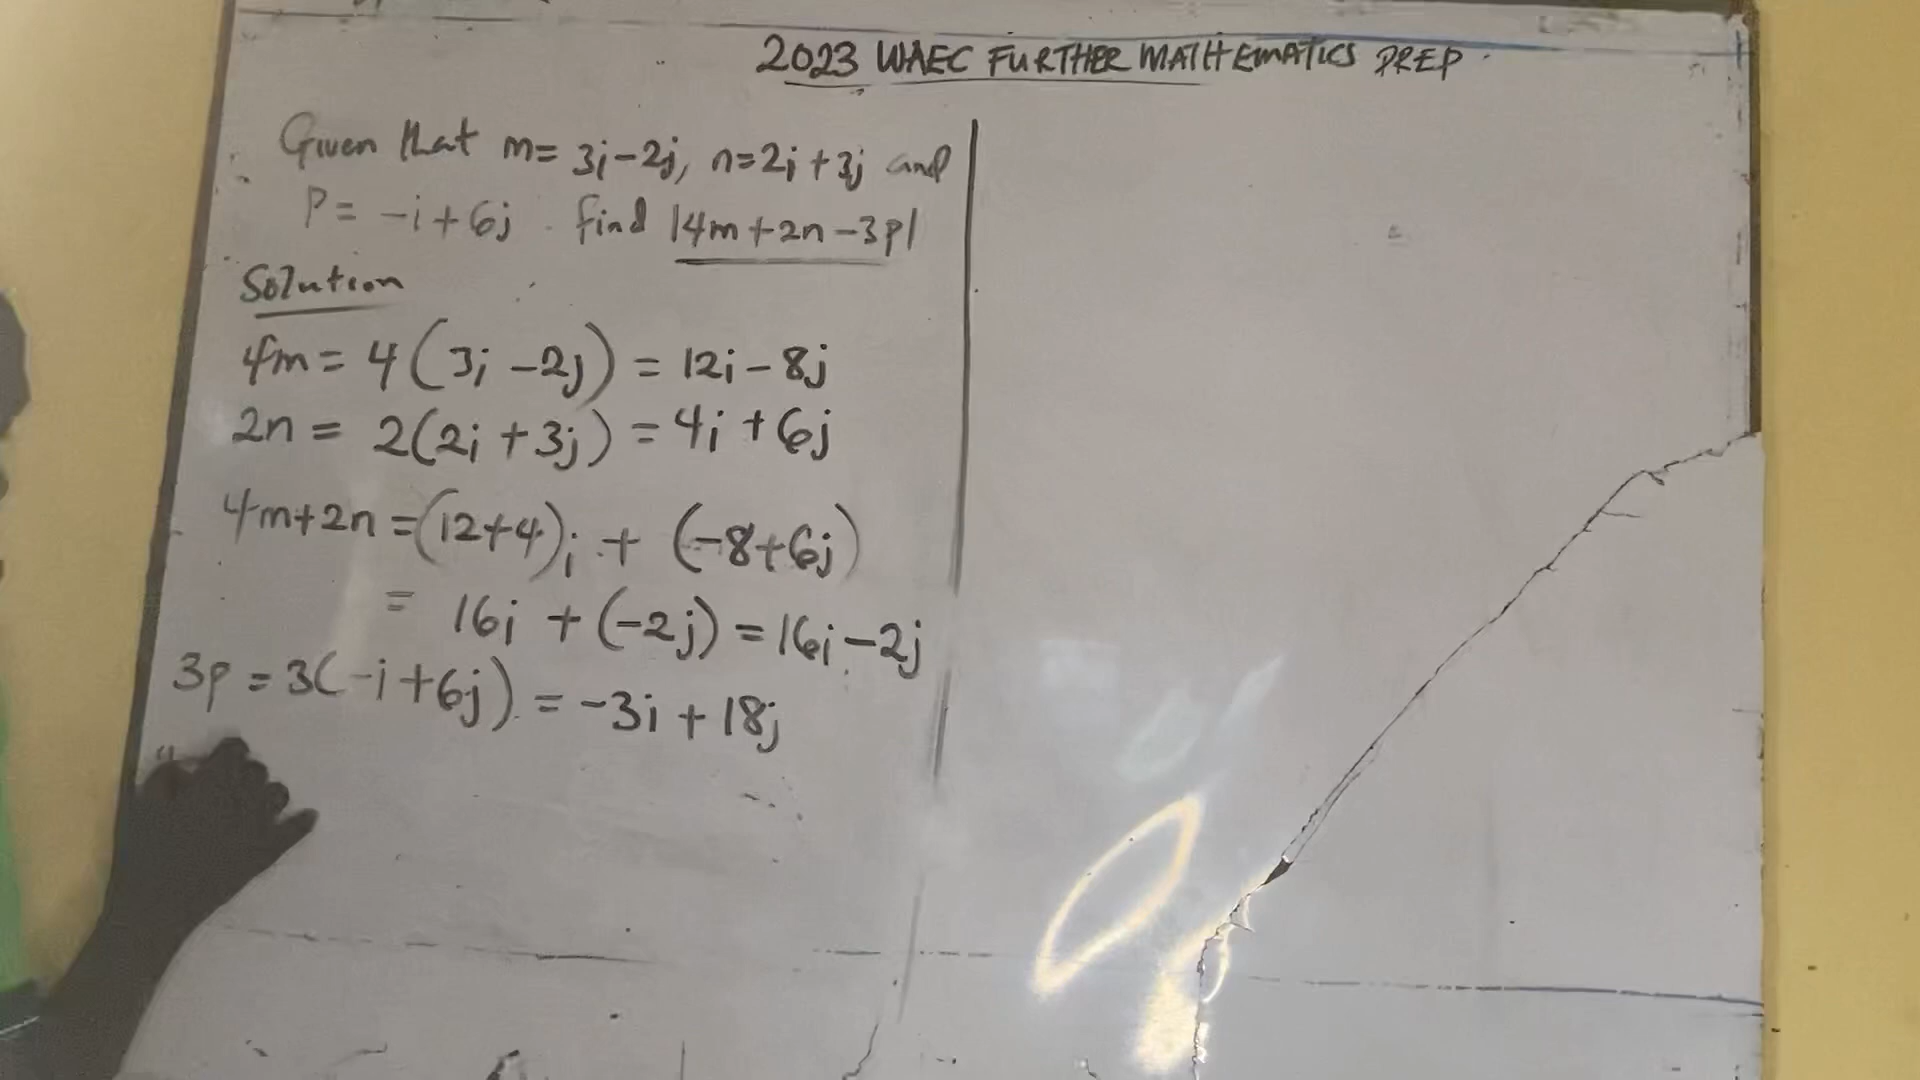 2023 WAEC FURTHER MATHEMATICS PREP
Given that m= 3i-2j, n=2i+3j and
P= -i+6j. find |4m+2n-3p|
Solution
4m= 4(3i-2j) = 12i-8j
2n = 2(2i+3j) = 4i+6j
4m+2n =(12+4)i + (-8+6j)
= 16i + (-2j) = 16i-2j
3p = 3(-i+6j) = -3i+18j